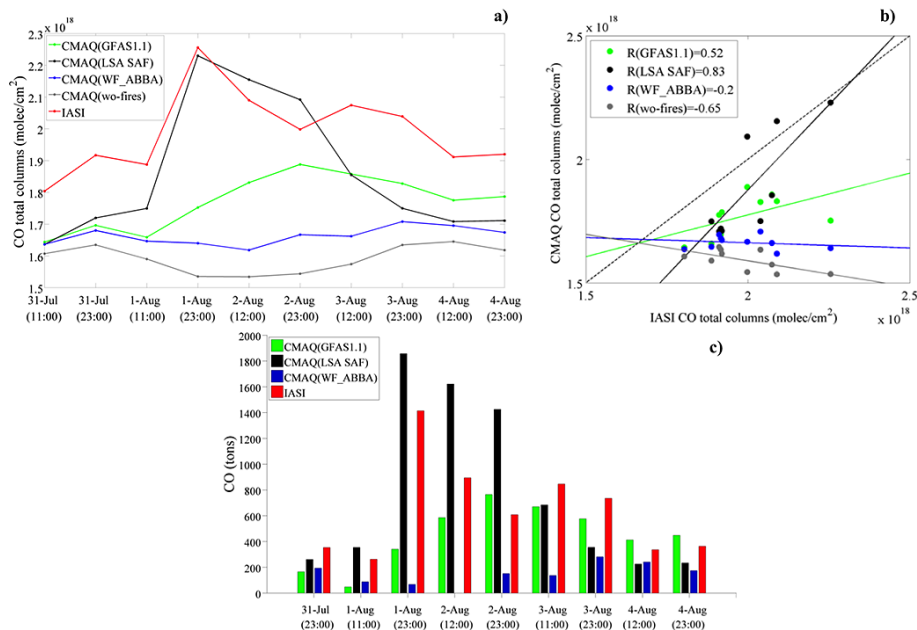 a)
x 10^18
2.3
2.2
2.1
2
1.9
1.8
1.7
1.6
1.5
CO total columns (molec/cm²)
CMAQ(GFAS1.1)
CMAQ(LSA SAF)
CMAQ(WF_ABBA)
CMAQ(wo-fires)
IASI
31-Jul 31-Jul 1-Aug 1-Aug 2-Aug 2-Aug 3-Aug 3-Aug 4-Aug 4-Aug
(11:00) (23:00) (11:00) (23:00) (12:00) (23:00) (12:00) (23:00) (12:00) (23:00)
b)
x 10^18
2.5
2
1.5
CMAQ CO total columns (molec/cm²)
R(GFAS1.1)=0.52
R(LSA SAF)=0.83
R(WF_ABBA)=-0.2
R(wo-fires)=-0.65
1.5 2 2.5
IASI CO total columns (molec/cm²)
x 10^18
c)
2000
1800
1600
1400
1200
1000
800
600
400
200
0
CO (tons)
CMAQ(GFAS1.1)
CMAQ(LSA SAF)
CMAQ(WF_ABBA)
IASI
31-Jul 1-Aug 1-Aug 2-Aug 2-Aug 3-Aug 3-Aug 4-Aug 4-Aug
(23:00) (11:00) (23:00) (12:00) (23:00) (11:00) (23:00) (12:00) (23:00)